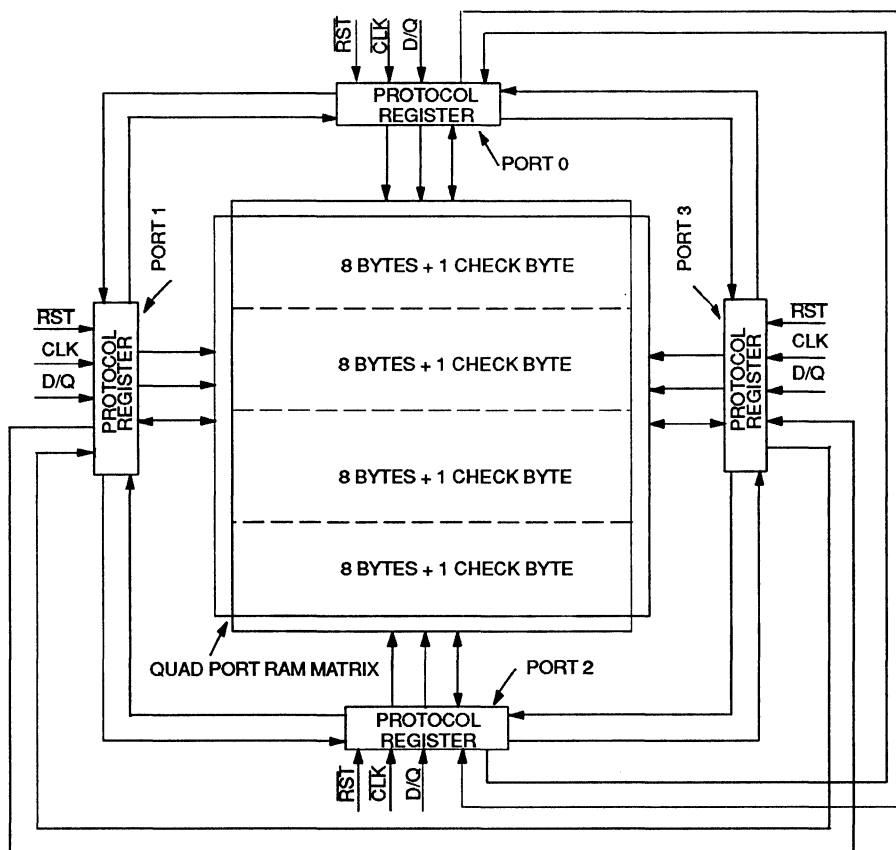 RST CLK D/Q
PROTOCOL
REGISTER
PORT 0
PORT 1
PORT 3
8 BYTES + 1 CHECK BYTE
RST
CLK
D/Q
PROTOCOL
REGISTER
8 BYTES + 1 CHECK BYTE
PROTOCOL
REGISTER
RST
CLK
D/Q
8 BYTES + 1 CHECK BYTE
8 BYTES + 1 CHECK BYTE
QUAD PORT RAM MATRIX
PORT 2
PROTOCOL
REGISTER
RST CLK D/Q